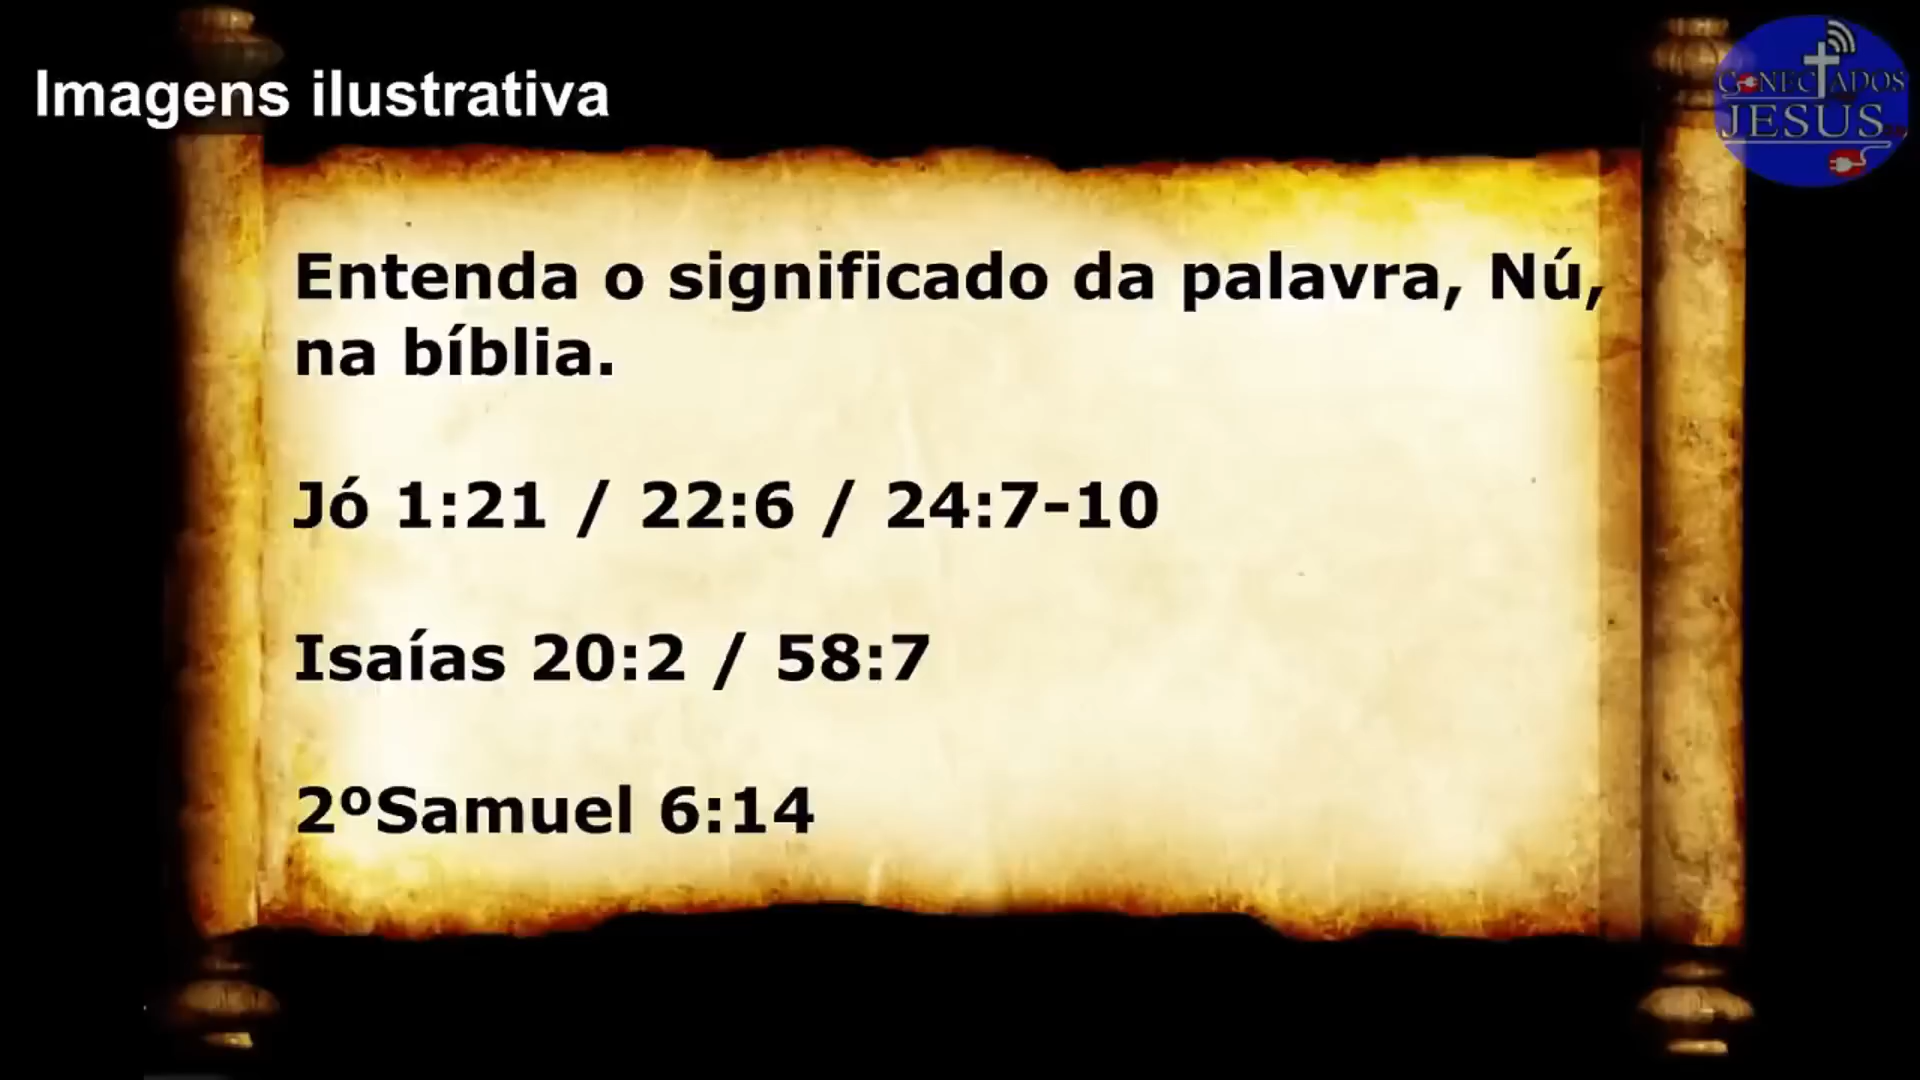 Imagens ilustrativa
CONECTADOS
JESUS
Entenda o significado da palavra, Nú,
na bíblia.
Jó 1:21 / 22:6 / 24:7-10
Isaías 20:2 / 58:7
2ºSamuel 6:14